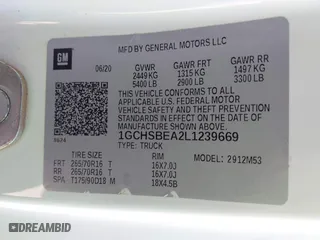 GM
MFD BY GENERAL MOTORS LLC
06/20
GVWR GAWR FRT GAWR RR
2449 KG 1315 KG 1497 KG
5400 LB 2900 LB 3300 LB
THIS VEHICLE CONFORMS TO ALL APPLICABLE
FEDERAL MOTOR VEHICLE SAFETY
AND THEFT PREVENTION STANDARDS IN EFFECT
ON THE DATE OF MANUFACTURE SHOWN ABOVE.
1GCHSBEA2L1239669
TYPE: TRUCK
TIRE SIZE RIM MODEL: 2912M53
FRT 265/70R16 T 16X7.0J
RR 265/70R16 T 16X7.0J
SPA T175/90D18 M 18X4.5B
DRIVE | DEALERCOST.COM